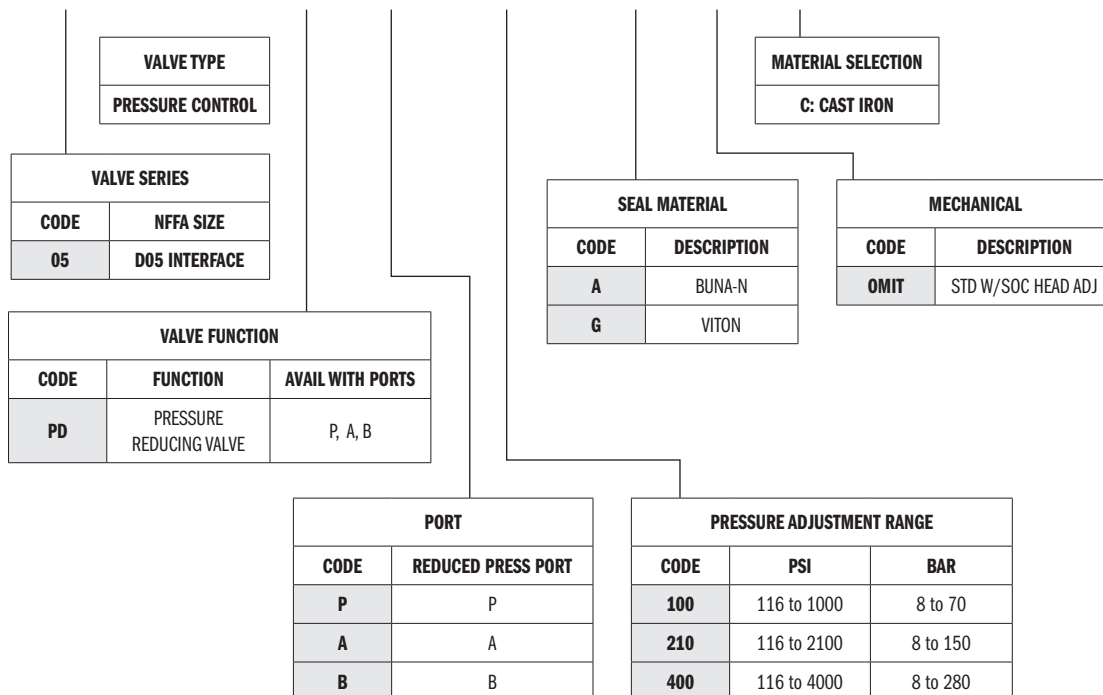 VALVE TYPE
PRESSURE CONTROL
MATERIAL SELECTION
C: CAST IRON
VALVE SERIES
CODE NFFA SIZE
05 D05 INTERFACE
SEAL MATERIAL
CODE DESCRIPTION
A BUNA-N
G VITON
MECHANICAL
CODE DESCRIPTION
OMIT STD W/SOC HEAD ADJ
VALVE FUNCTION
CODE FUNCTION AVAIL WITH PORTS
PD PRESSURE REDUCING VALVE P, A, B
PORT
CODE REDUCED PRESS PORT
P P
A A
B B
PRESSURE ADJUSTMENT RANGE
CODE PSI BAR
100 116 to 1000 8 to 70
210 116 to 2100 8 to 150
400 116 to 4000 8 to 280